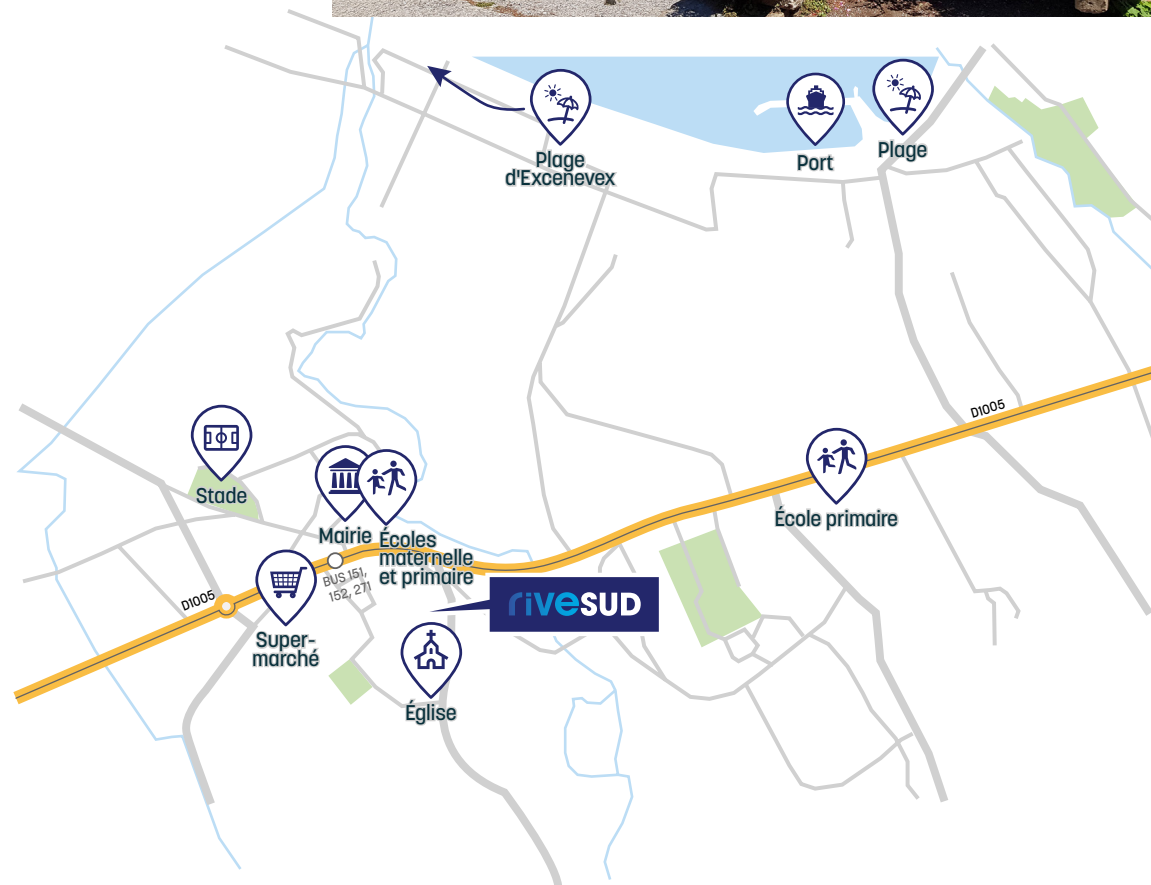 Plage
d'Excenevex
Port
Plage
D1005
Stade
Mairie
Écoles
maternelle
et primaire
École primaire
BUS 151,
152, 271
D1005
riveSUD
Super-
marché
Église